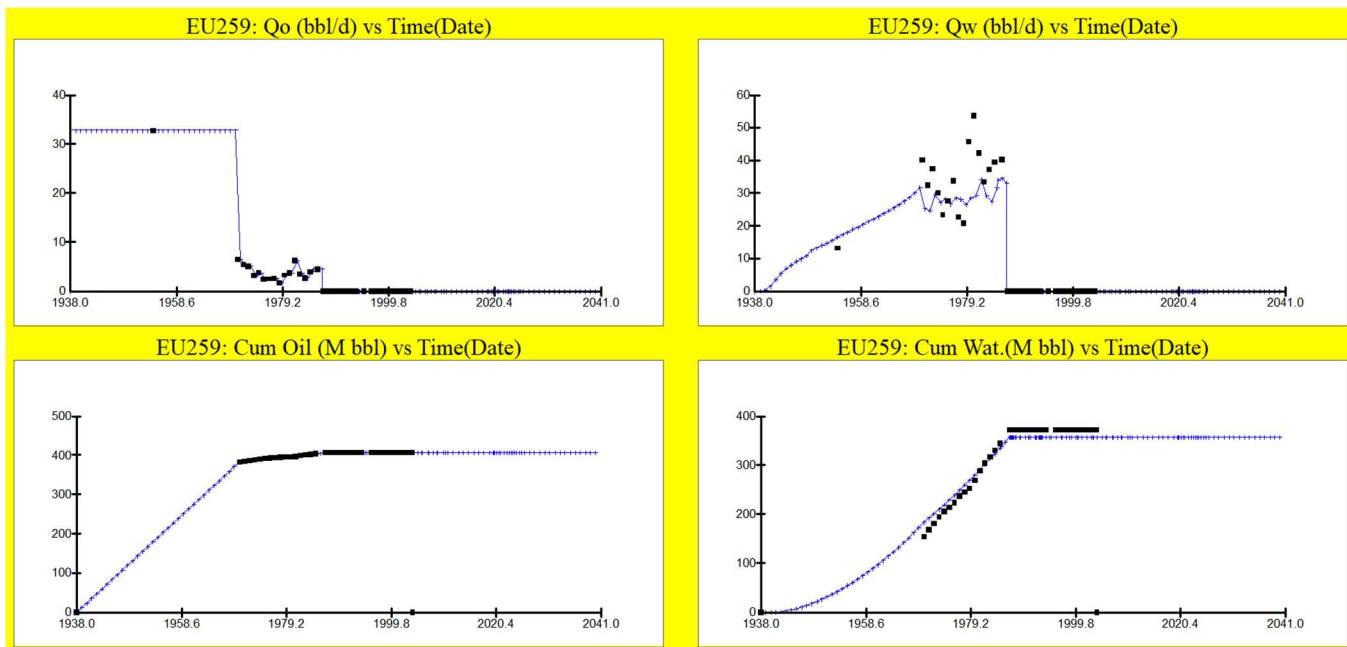 EU259: Qo (bbl/d) vs Time(Date)
40
30
20
10
0
1938.0 1958.6 1979.2 1999.8 2020.4 2041.0
EU259: Qw (bbl/d) vs Time(Date)
60
50
40
30
20
10
0
1938.0 1958.6 1979.2 1999.8 2020.4 2041.0
EU259: Cum Oil (M bbl) vs Time(Date)
500
400
300
200
100
0
1938.0 1958.6 1979.2 1999.8 2020.4 2041.0
EU259: Cum Wat.(M bbl) vs Time(Date)
400
300
200
100
0
1938.0 1958.6 1979.2 1999.8 2020.4 2041.0